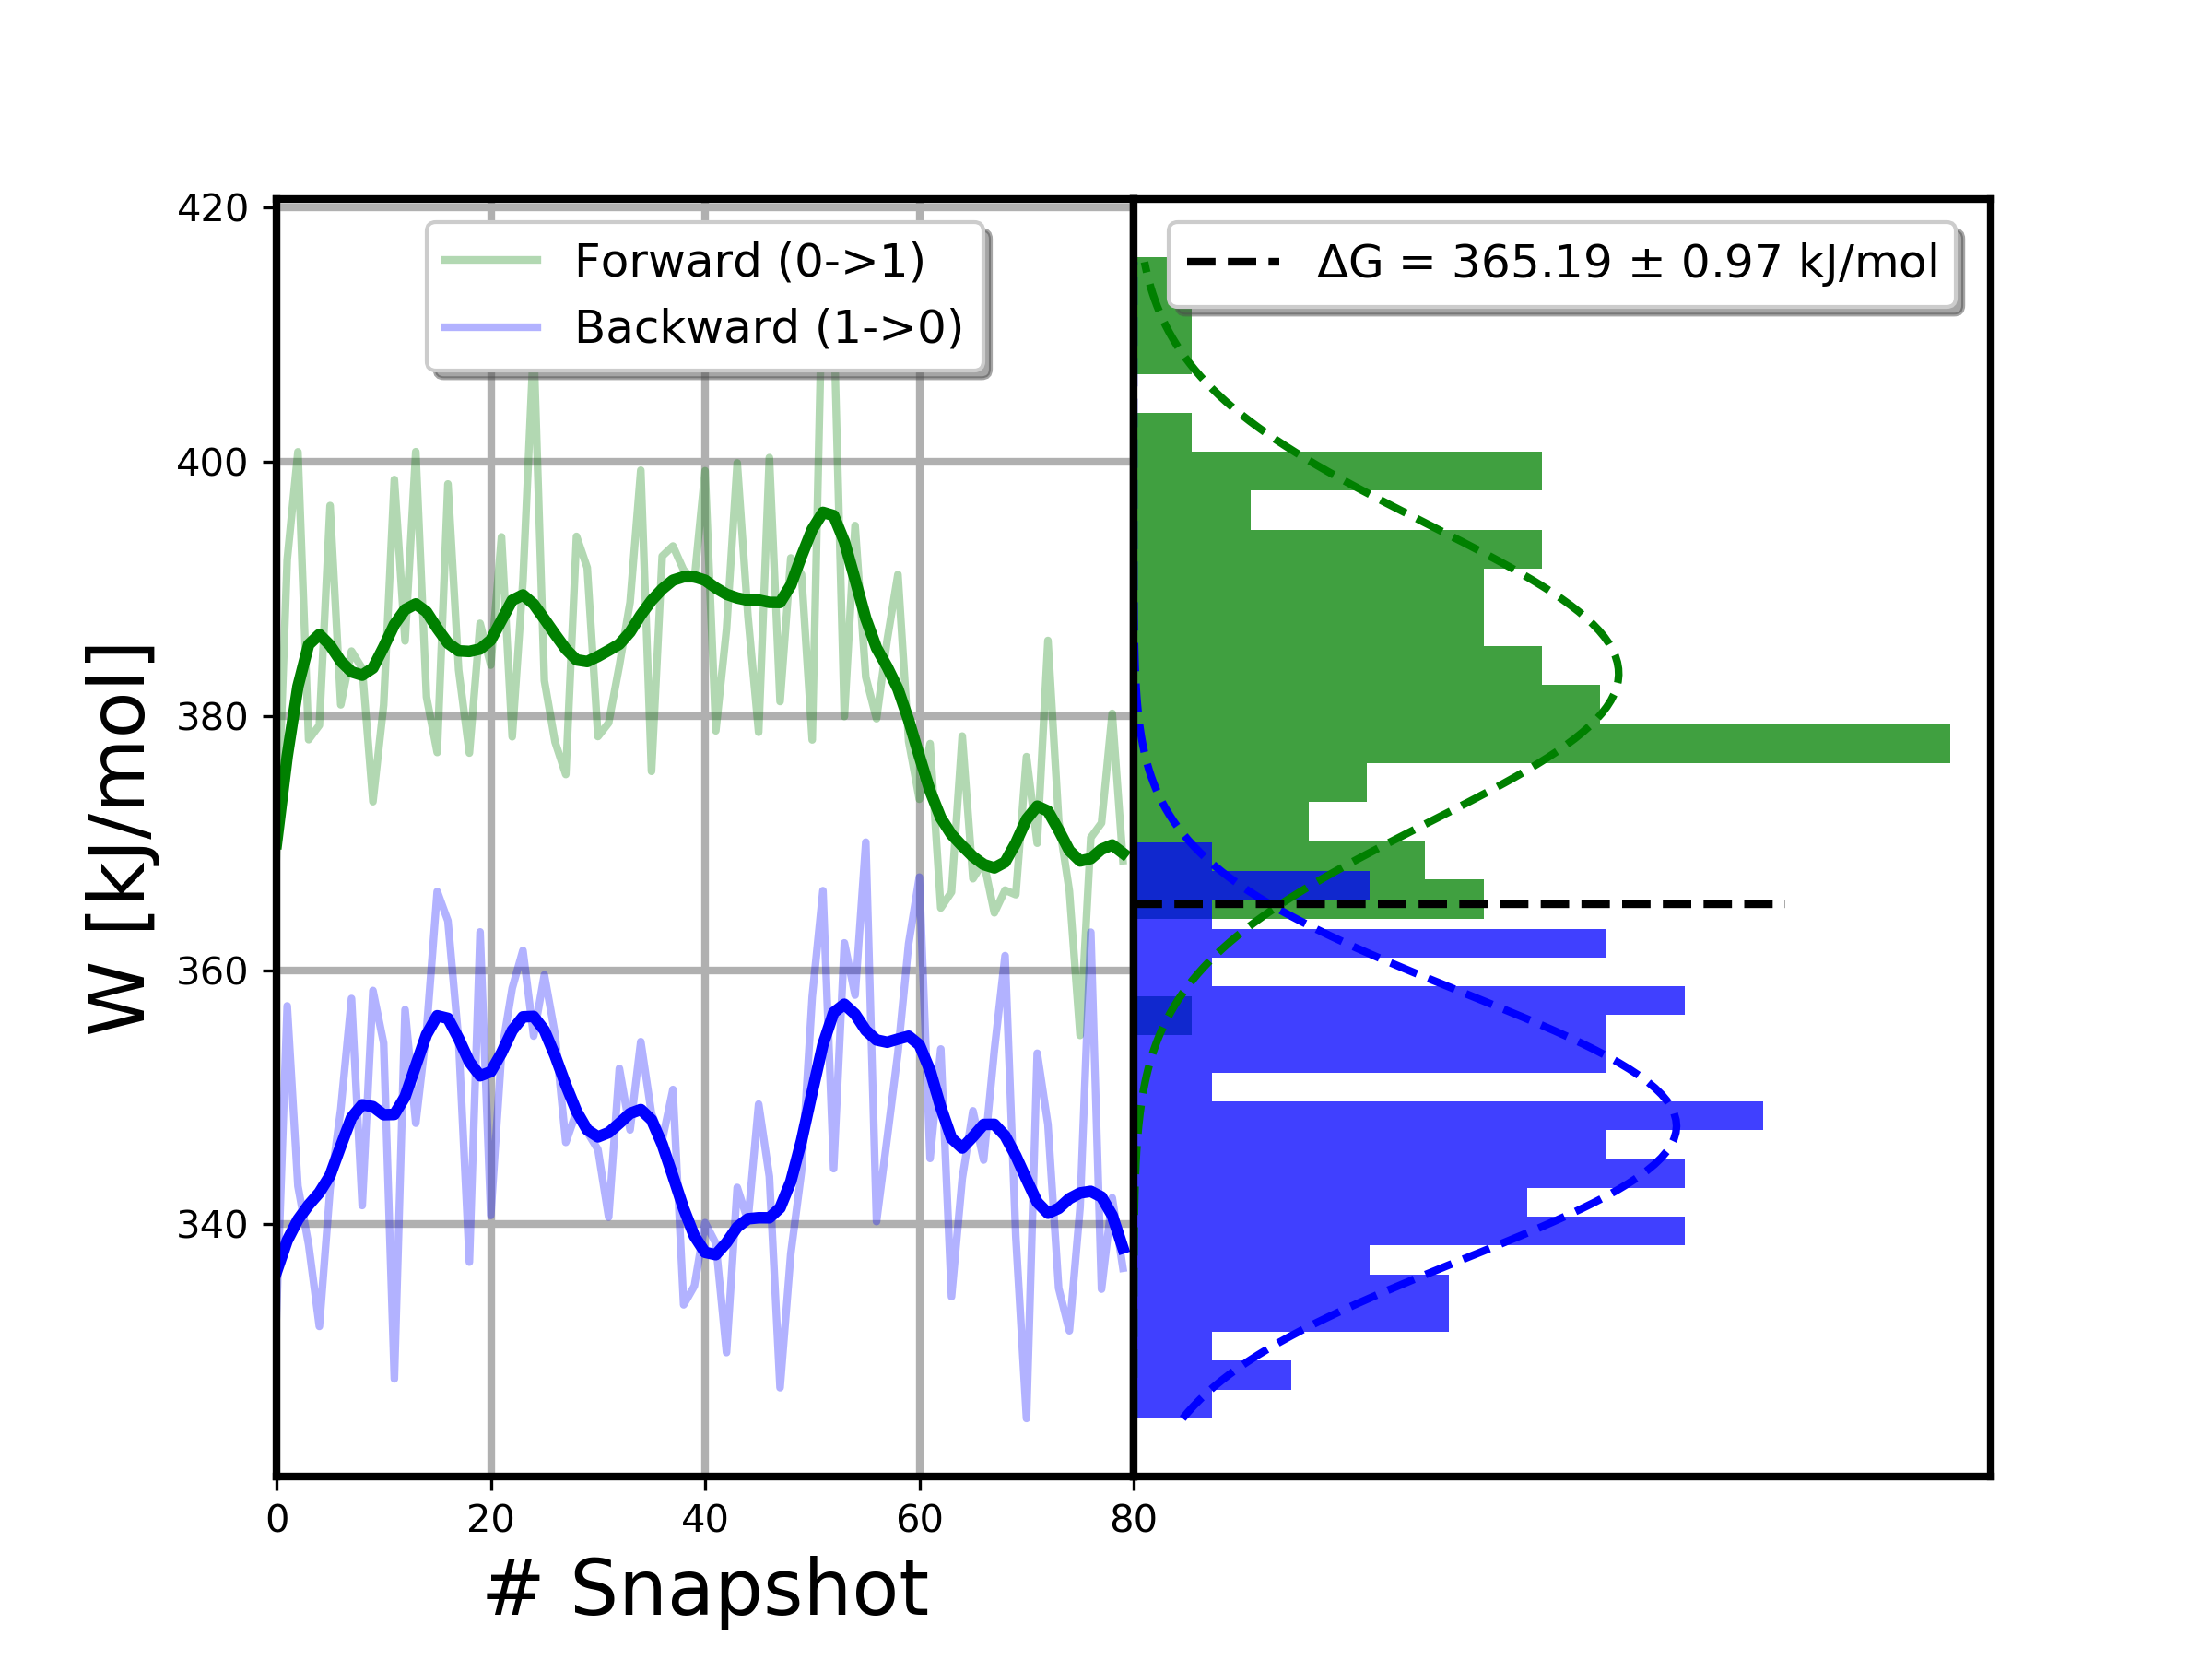 420
400
380
360
340
W [kJ/mol]
Forward (0->1)
Backward (1->0)
ΔG = 365.19 ± 0.97 kJ/mol
0
20
40
60
80
# Snapshot